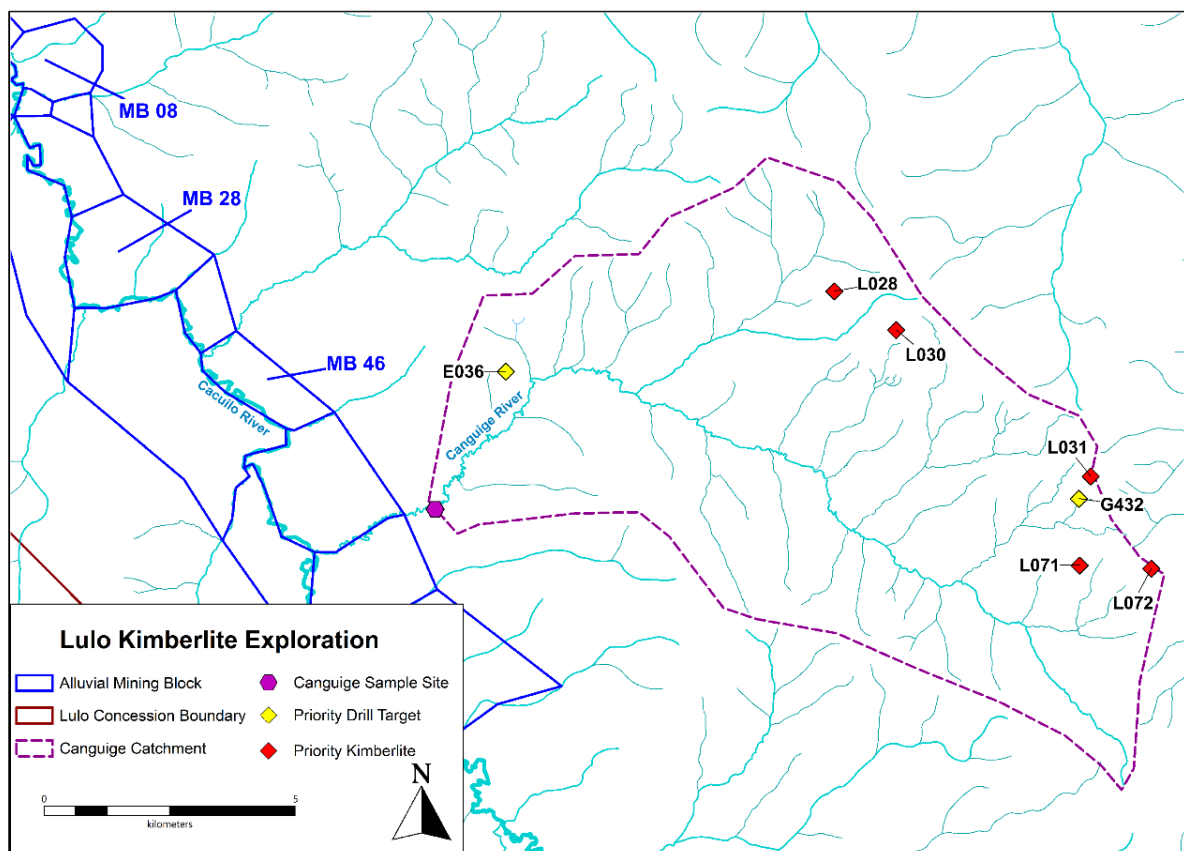 MB 08
MB 28
MB 46
Cacuilo River
Canguige River
E036
L028
L030
L031
G432
L071
L072
Lulo Kimberlite Exploration
Alluvial Mining Block
Canguige Sample Site
Lulo Concession Boundary
Priority Drill Target
Canguige Catchment
Priority Kimberlite
N
0 5
kilometers